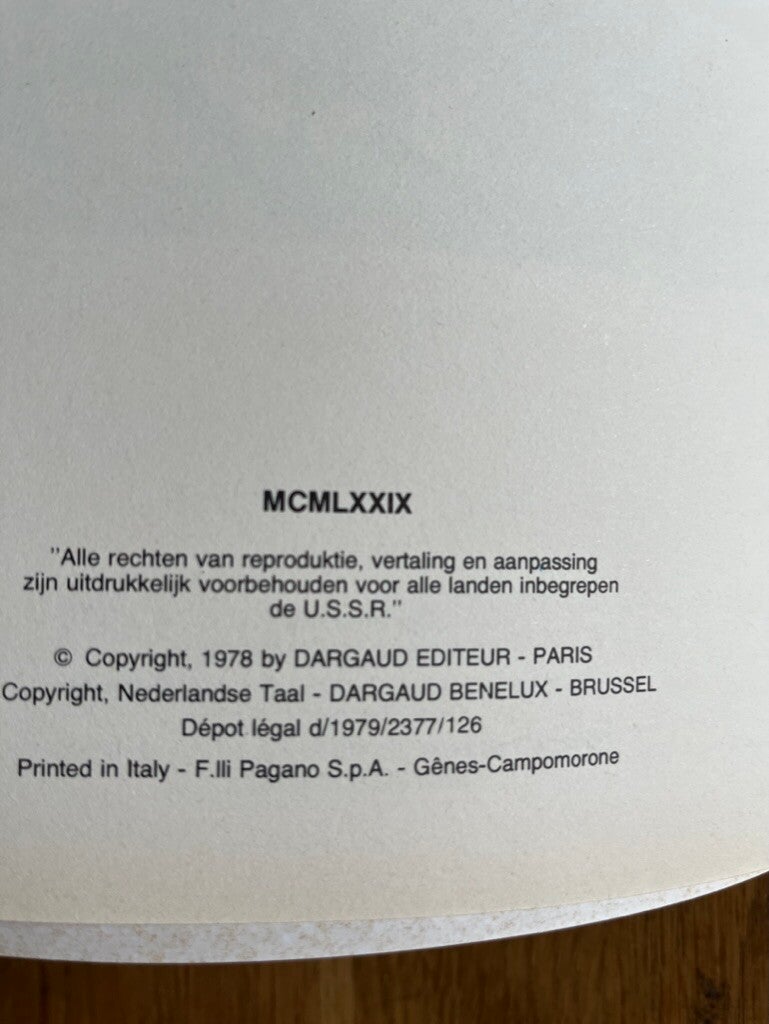 MCMLXXIX
"Alle rechten van reproduktie, vertaling en aanpassing
zijn uitdrukkelijk voorbehouden voor alle landen inbegrepen
de U.S.S.R."
© Copyright, 1978 by DARGAUD EDITEUR - PARIS
Copyright, Nederlandse Taal - DARGAUD BENELUX - BRUSSEL
Dépot légal d/1979/2377/126
Printed in Italy - F.lli Pagano S.p.A. - Gênes-Campomorone